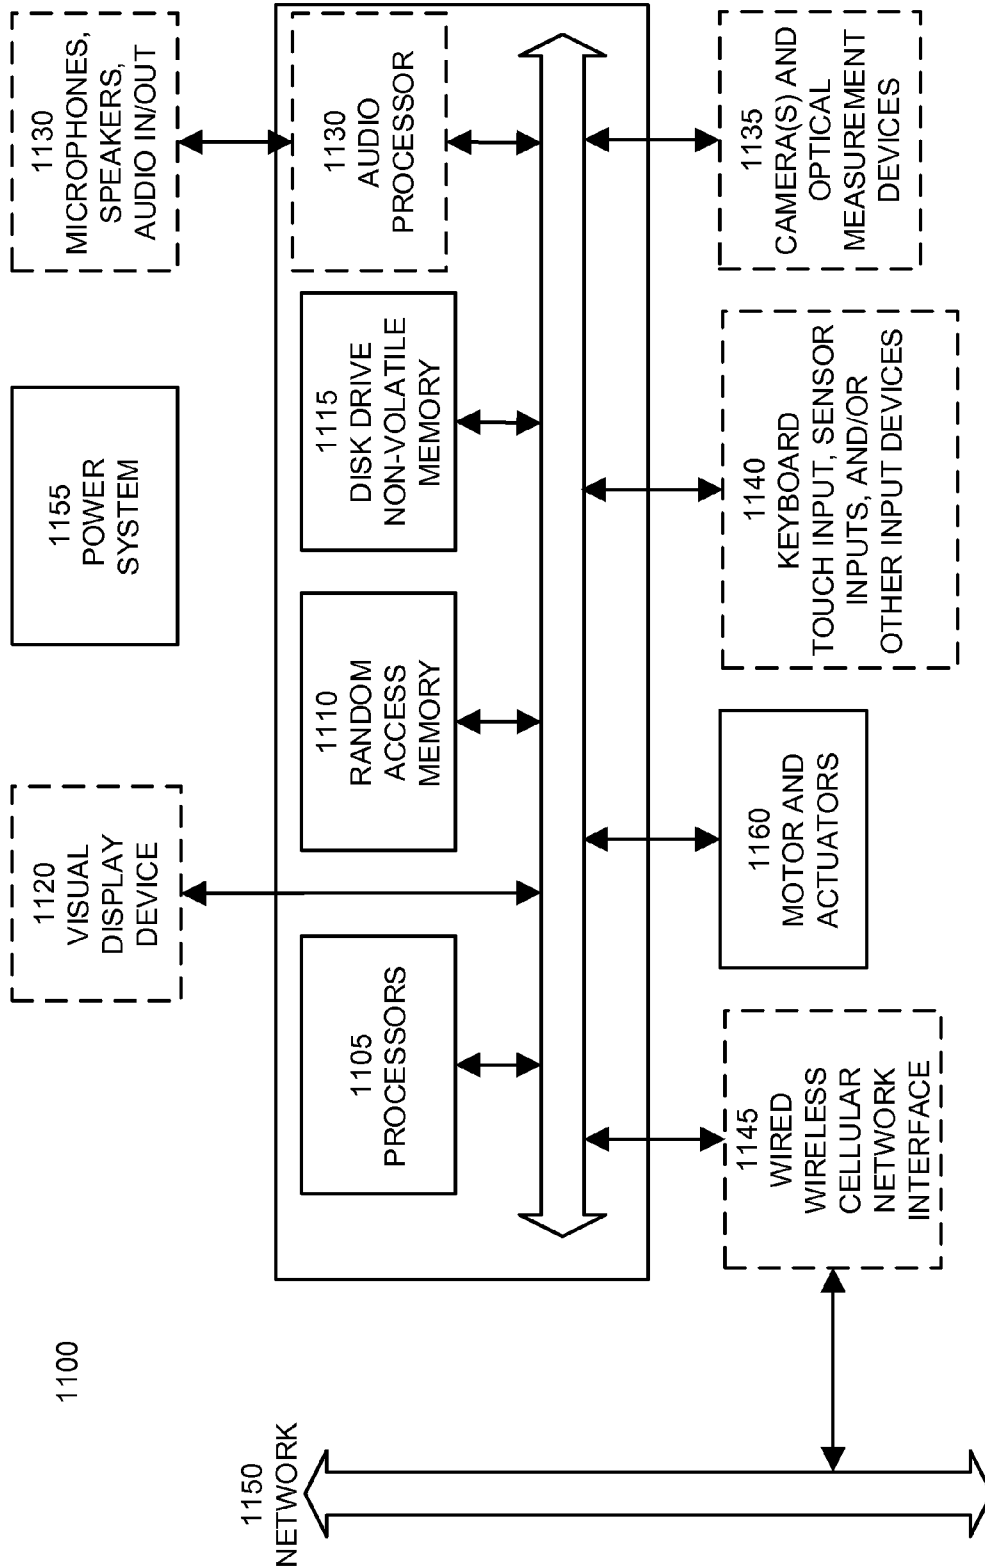 1100
1120
VISUAL
DISPLAY
DEVICE
1155
POWER
SYSTEM
1130
MICROPHONES,
SPEAKERS,
AUDIO IN/OUT
1150
NETWORK
1105
PROCESSORS
1110
RANDOM
ACCESS
MEMORY
1115
DISK DRIVE
NON-VOLATILE
MEMORY
1130
AUDIO
PROCESSOR
1145
WIRED
WIRELESS
CELLULAR
NETWORK
INTERFACE
1160
MOTOR AND
ACTUATORS
1140
KEYBOARD
TOUCH INPUT, SENSOR
INPUTS, AND/OR
OTHER INPUT DEVICES
1135
CAMERA(S) AND
OPTICAL
MEASUREMENT
DEVICES